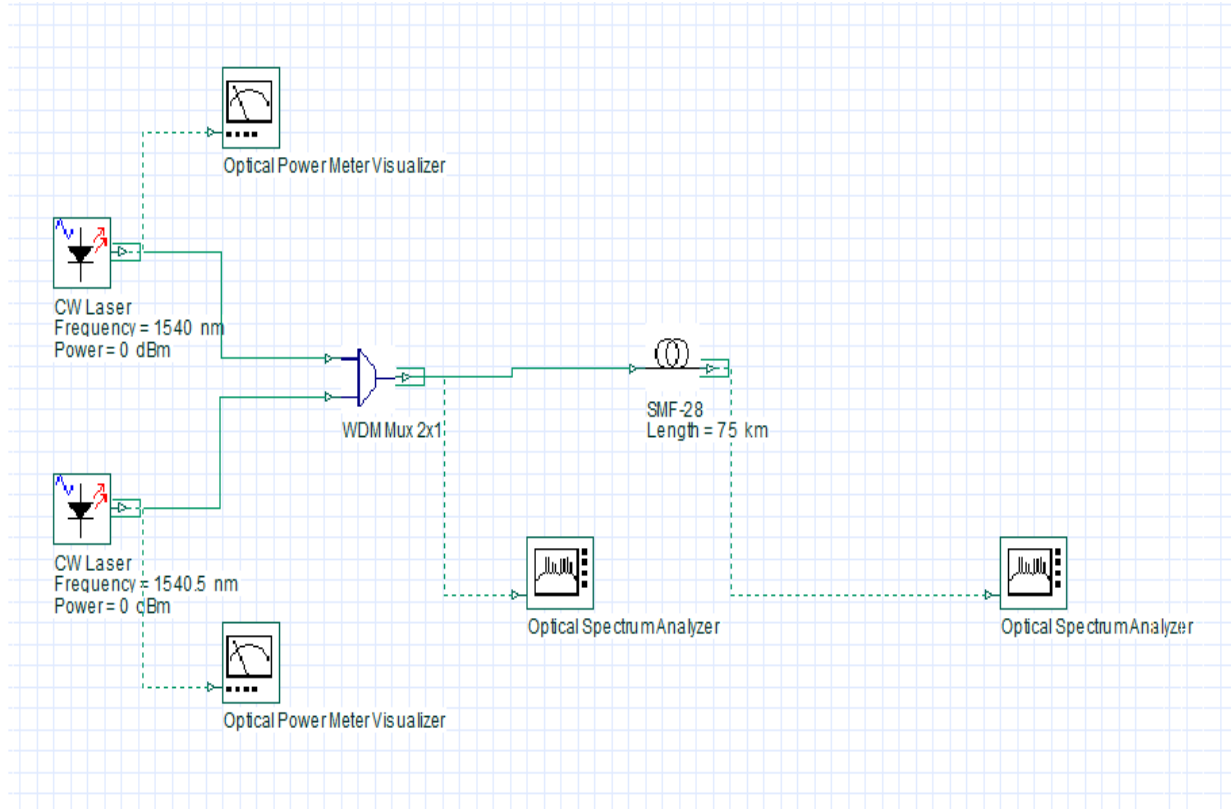 Optical Power Meter Visualizer
CW Laser
Frequency = 1540 nm
Power = 0 dBm
WDM Mux 2x1
SMF-28
Length = 75 km
CW Laser
Frequency = 1540.5 nm
Power = 0 dBm
Optical Spectrum Analyzer
Optical Spectrum Analyzer
Optical Power Meter Visualizer